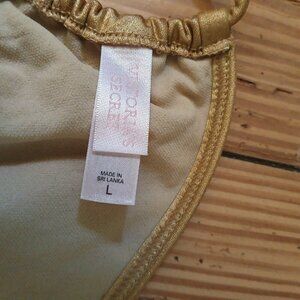 VICTORIA'S
SECRET
MADE IN
SRI LANKA
L